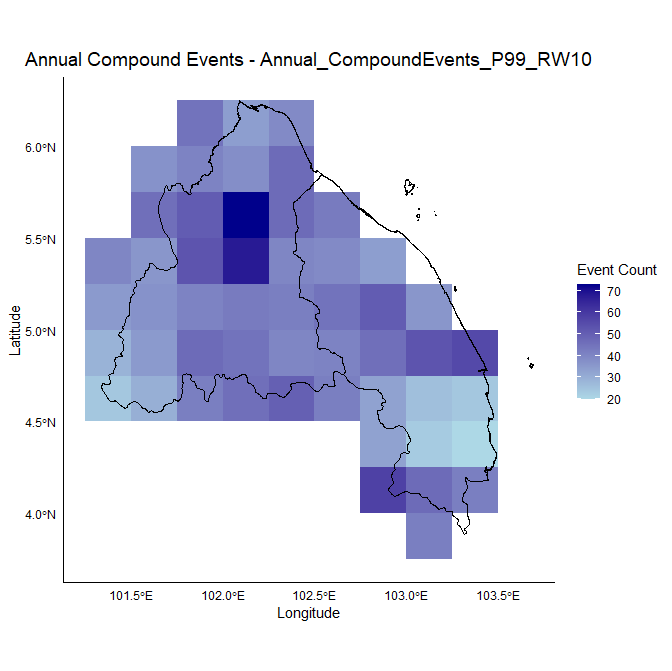 Annual Compound Events - Annual_CompoundEvents_P99_RW10
6.0°N
5.5°N
5.0°N
4.5°N
4.0°N
Latitude
101.5°E 102.0°E 102.5°E 103.0°E 103.5°E
Longitude
Event Count
70
60
50
40
30
20